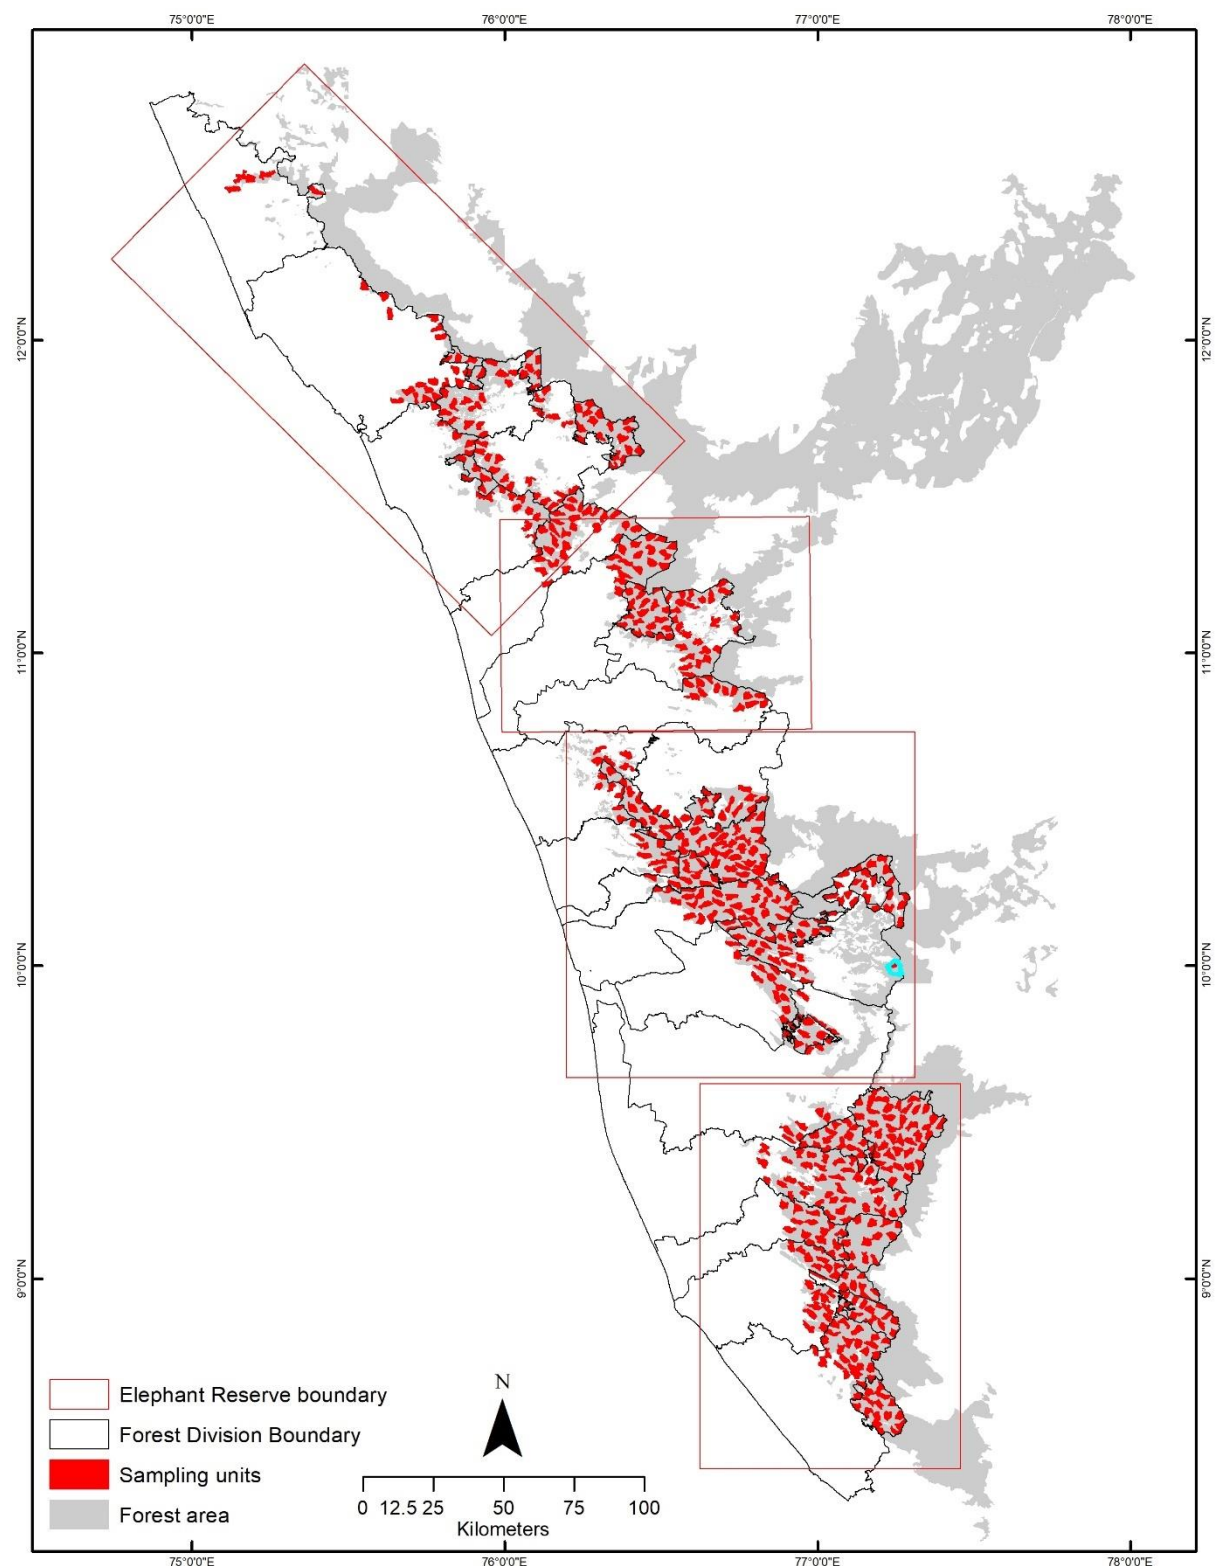 75°0'0"E 76°0'0"E 77°0'0"E 78°0'0"E
12°0'0"N 12°0'0"N
11°0'0"N 11°0'0"N
10°0'0"N 10°0'0"N
9°0'0"N 9°0'0"N
Elephant Reserve boundary
Forest Division Boundary
Sampling units
Forest area
N
0 12.5 25 50 75 100
Kilometers
75°0'0"E 76°0'0"E 77°0'0"E 78°0'0"E